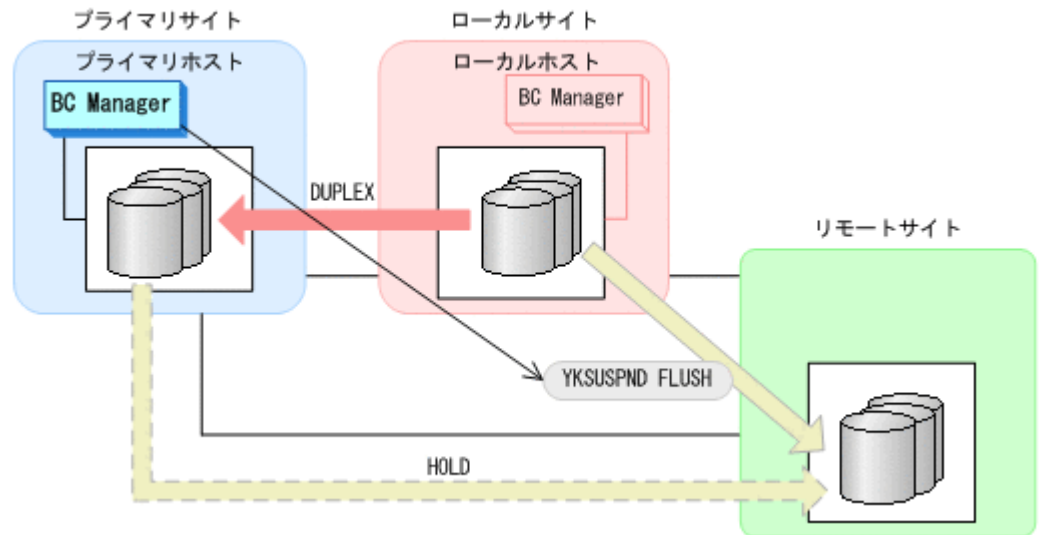 プライマリサイト
ローカルサイト
プライマリホスト
ローカルホスト
BC Manager
BC Manager
DUPLEX
リモートサイト
YKSUSPND FLUSH
HOLD